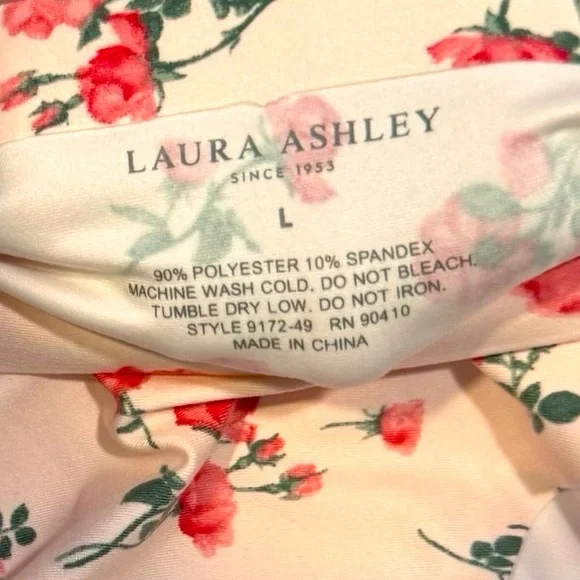 LAURA ASHLEY
SINCE 1953
L
90% POLYESTER 10% SPANDEX
MACHINE WASH COLD. DO NOT BLEACH.
TUMBLE DRY LOW. DO NOT IRON.
STYLE 9172-49 RN 90410
MADE IN CHINA